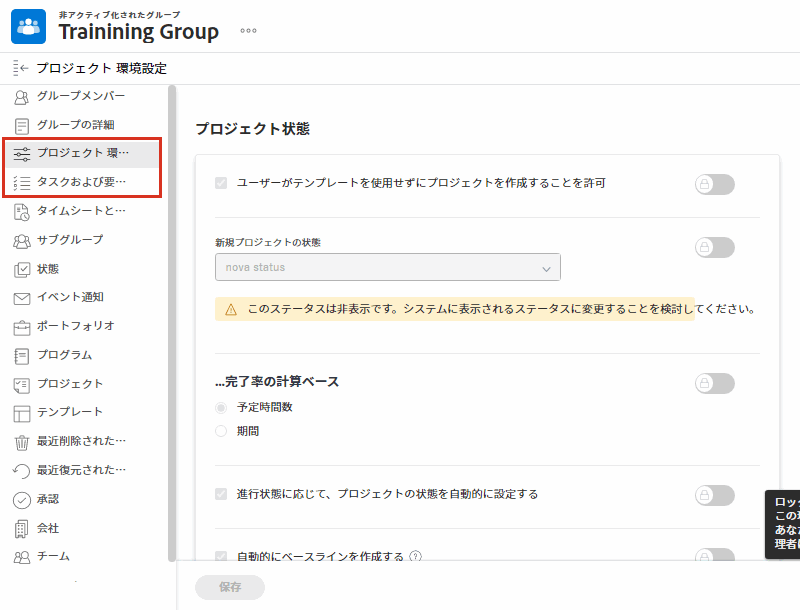 非アクティブ化されたグループ
Trainining Group
プロジェクト 環境設定
グループメンバー
グループの詳細
プロジェクト 環…
タスクおよび要…
タイムシートと…
サブグループ
状態
イベント通知
ポートフォリオ
プログラム
プロジェクト
テンプレート
最近削除された…
最近復元された…
承認
会社
チーム
プロジェクト状態
ユーザーがテンプレートを使用せずにプロジェクトを作成することを許可
新規プロジェクトの状態
nova status
このステータスは非表示です。システムに表示されるステータスに変更することを検討してください。
...完了率の計算ベース
予定時間数
期間
進行状態に応じて、プロジェクトの状態を自動的に設定する
自動的にベースラインを作成する ?
保存
ロッ
この
あな
理者